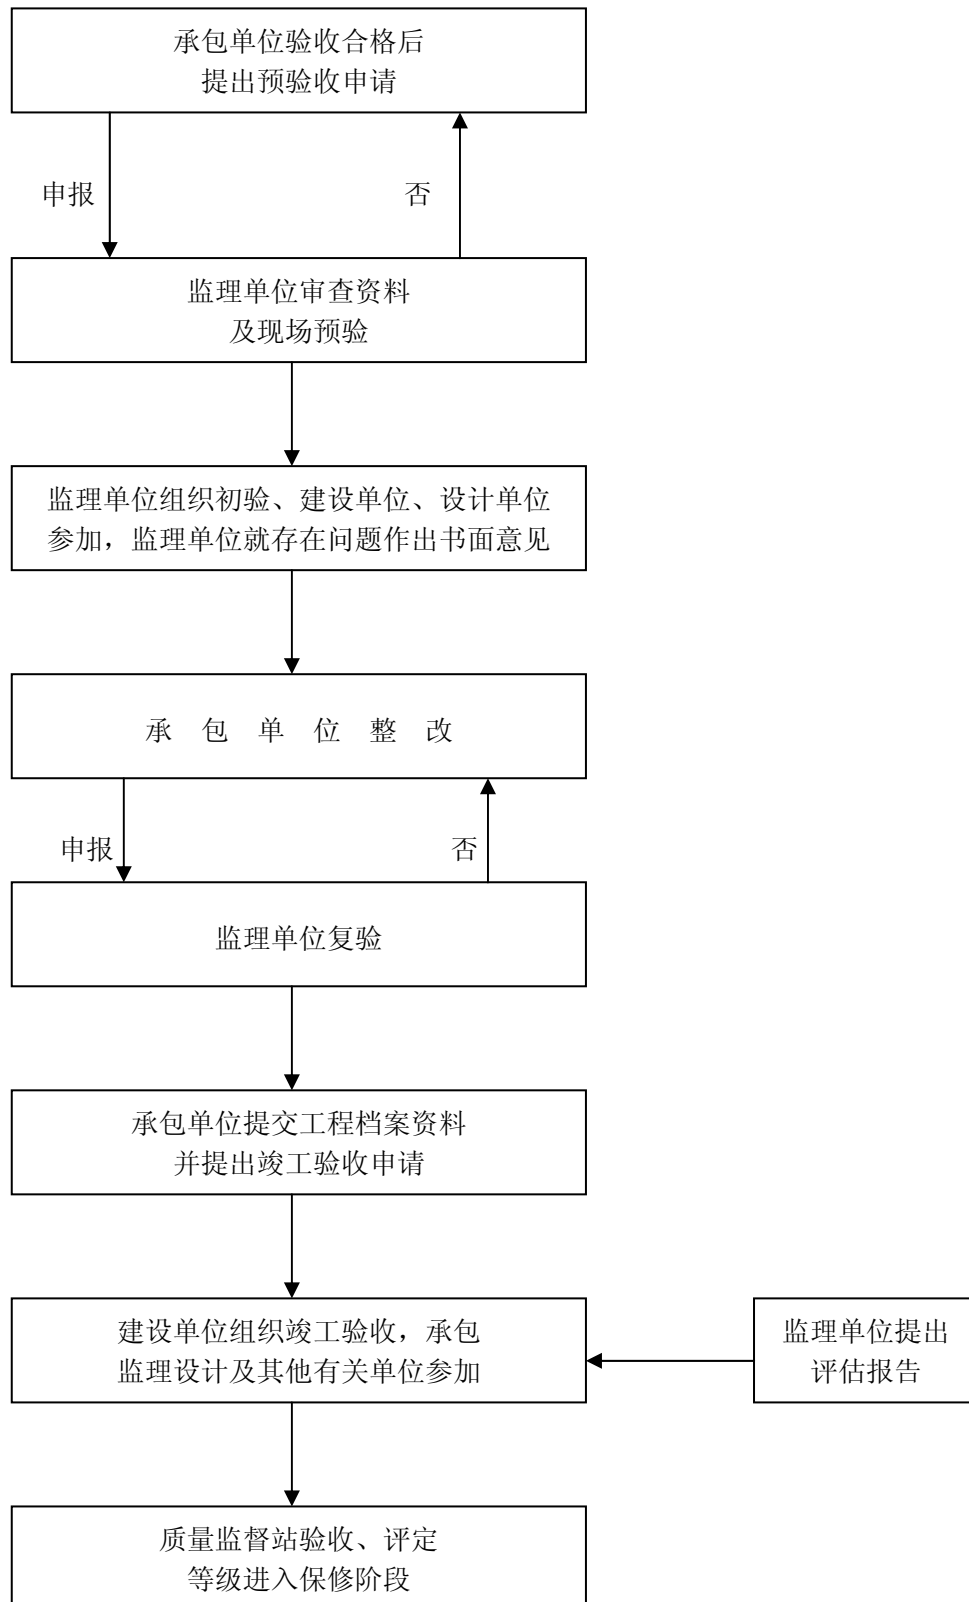 承包单位验收合格后
提出预验收申请
申报
否
监理单位审查资料
及现场预验
监理单位组织初验、建设单位、设计单位
参加，监理单位就存在问题作出书面意见
承 包 单 位 整 改
申报
否
监理单位复验
承包单位提交工程档案资料
并提出竣工验收申请
建设单位组织竣工验收，承包
监理设计及其他有关单位参加
监理单位提出
评估报告
质量监督站验收、评定
等级进入保修阶段